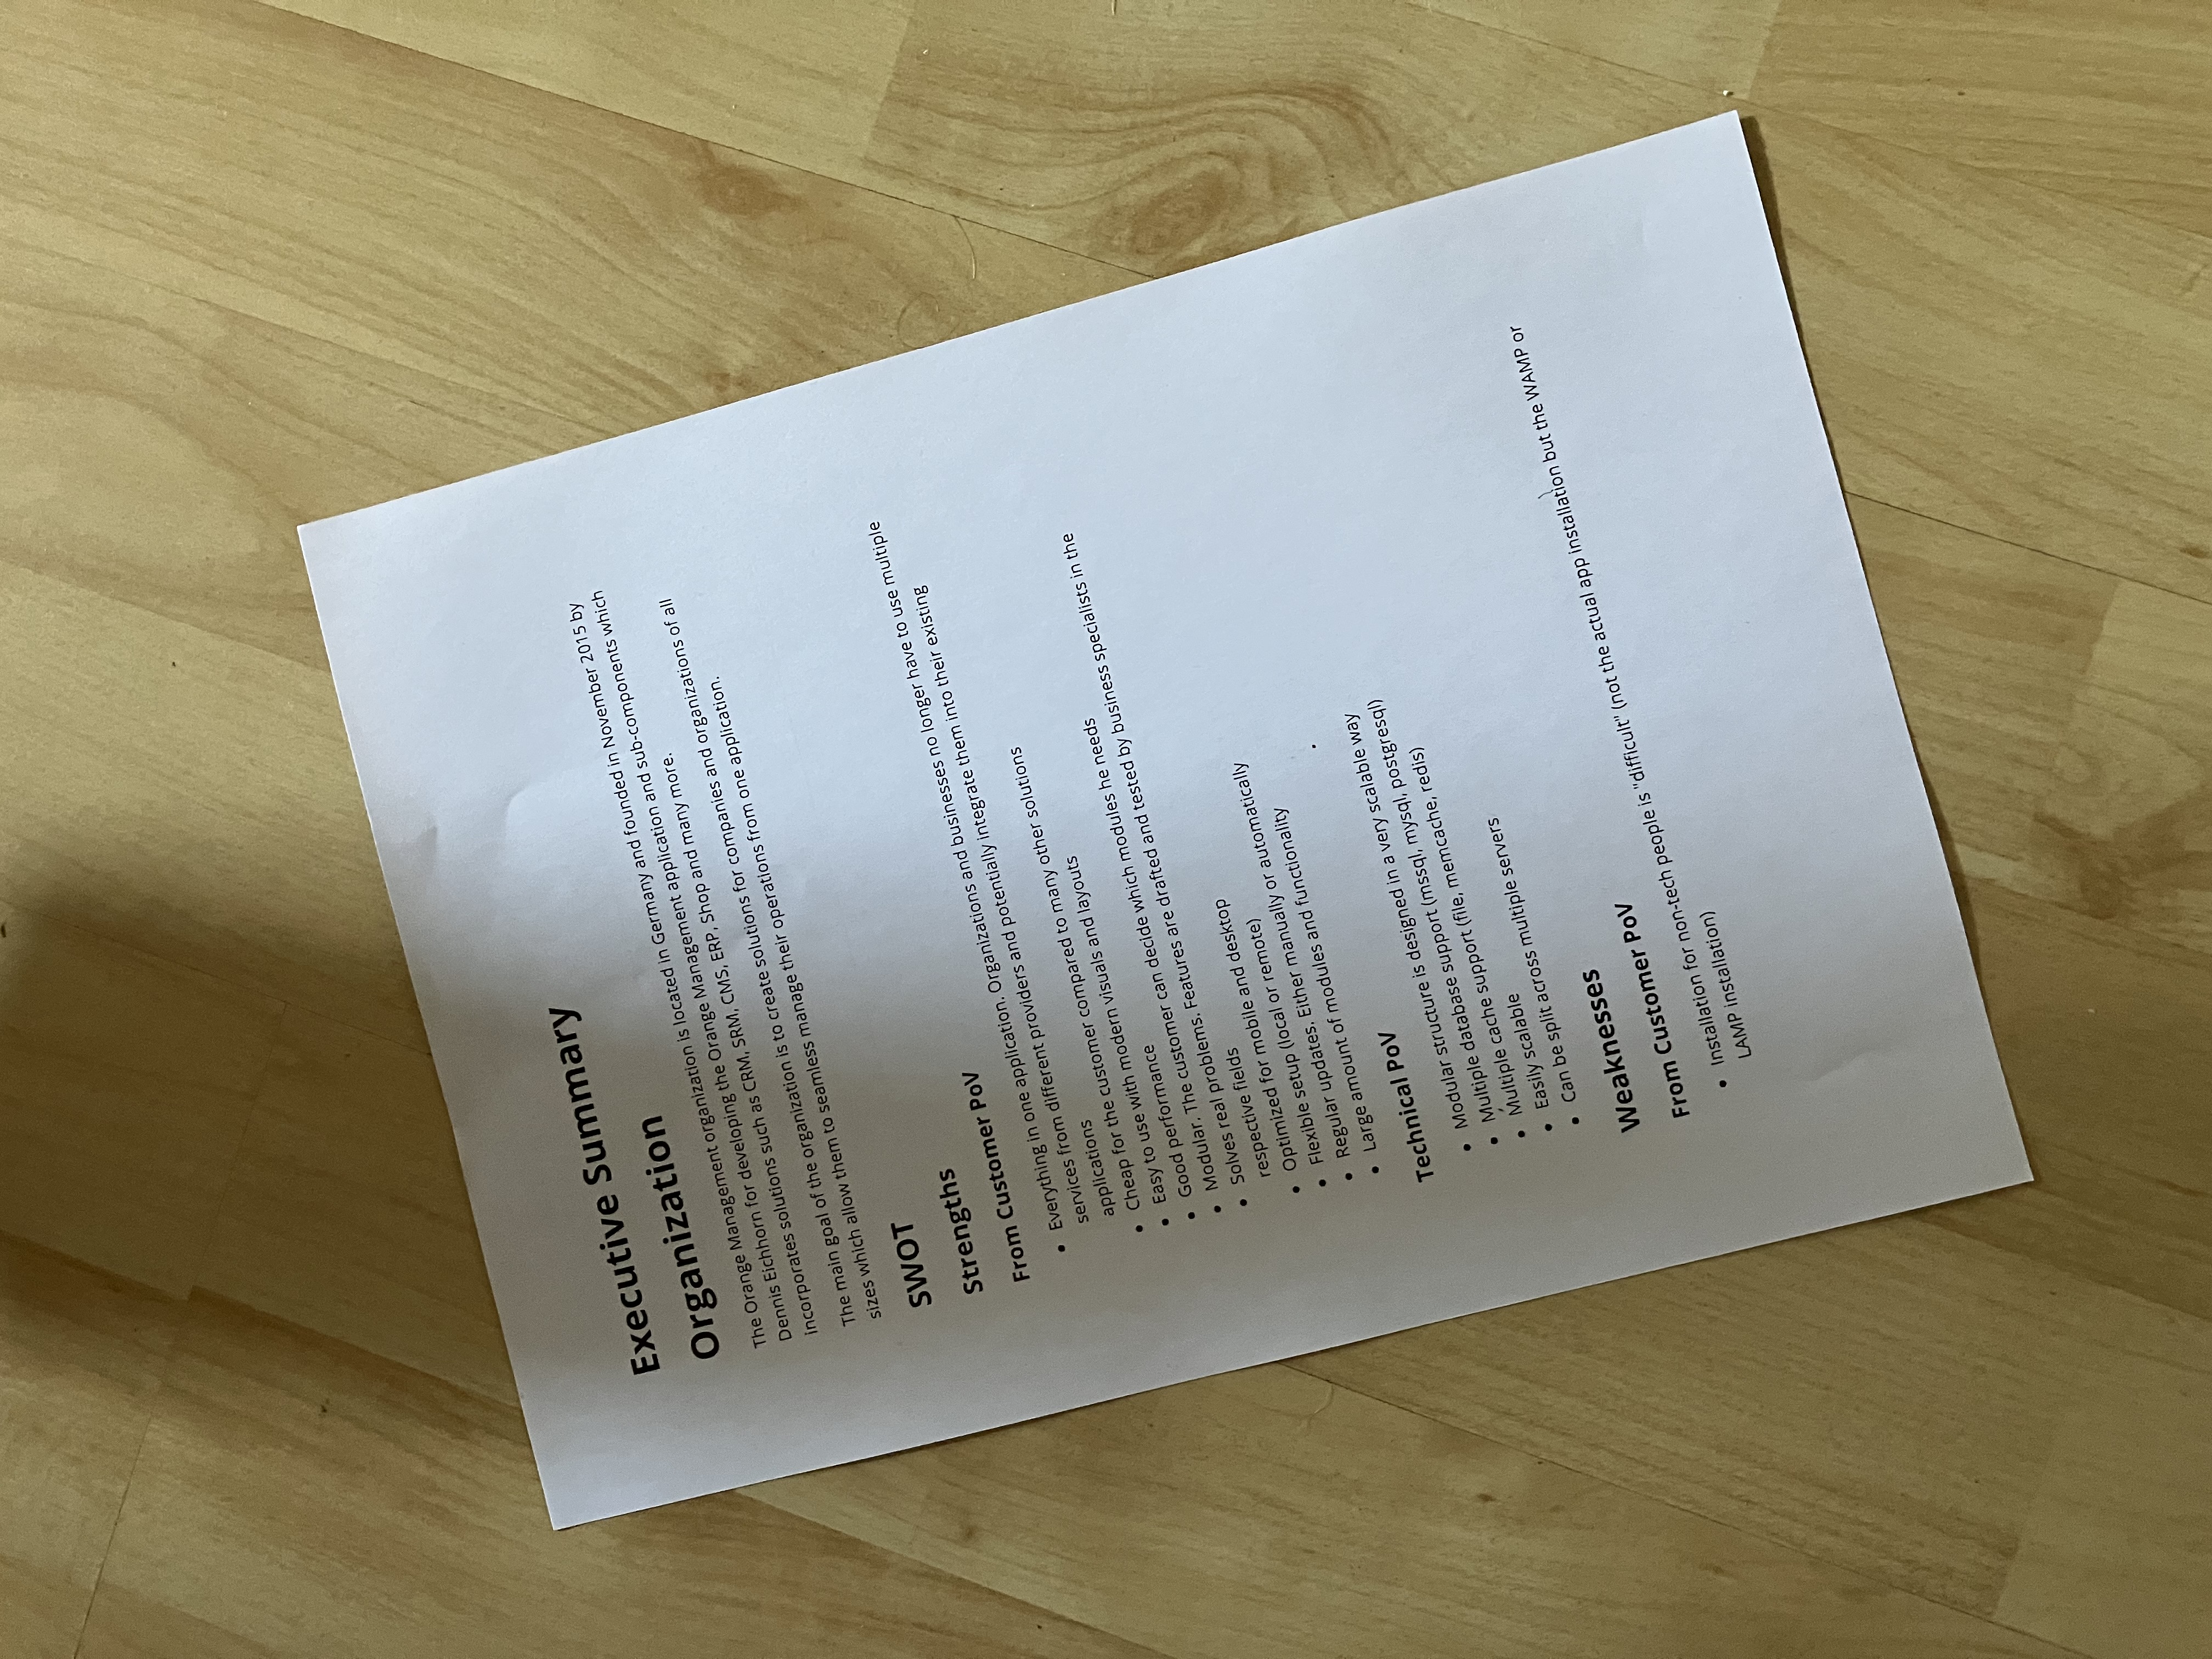 Executive Summary
Organization
The Orange Management organization is located in Germany and founded in November 2015 by
Dennis Eichhorn for developing the Orange Management application and sub-components which
incorporates solutions such as CRM, SRM, CMS, ERP, Shop and many more.
The main goal of the organization is to create solutions for companies and organizations of all
sizes which allow them to seamless manage their operations from one application.
SWOT
Strengths
From Customer PoV
• Everything in one application. Organizations and businesses no longer have to use multiple
services from different providers and potentially integrate them into their existing
applications
• Cheap for the customer compared to many other solutions
• Easy to use with modern visuals and layouts
• Good performance
• Modular. The customer can decide which modules he needs
• Solves real problems. Features are drafted and tested by business specialists in the
respective fields
• Optimized for mobile and desktop
• Flexible setup (local or remote)
• Regular updates. Either manually or automatically
• Large amount of modules and functionality
Technical PoV
• Modular structure is designed in a very scalable way
• Multiple database support (mssql, mysql, postgresql)
• Multiple cache support (file, memcache, redis)
• Easily scalable
• Can be split across multiple servers
Weaknesses
From Customer PoV
• Installation for non-tech people is "difficult" (not the actual app installation but the WAMP or
LAMP installation)